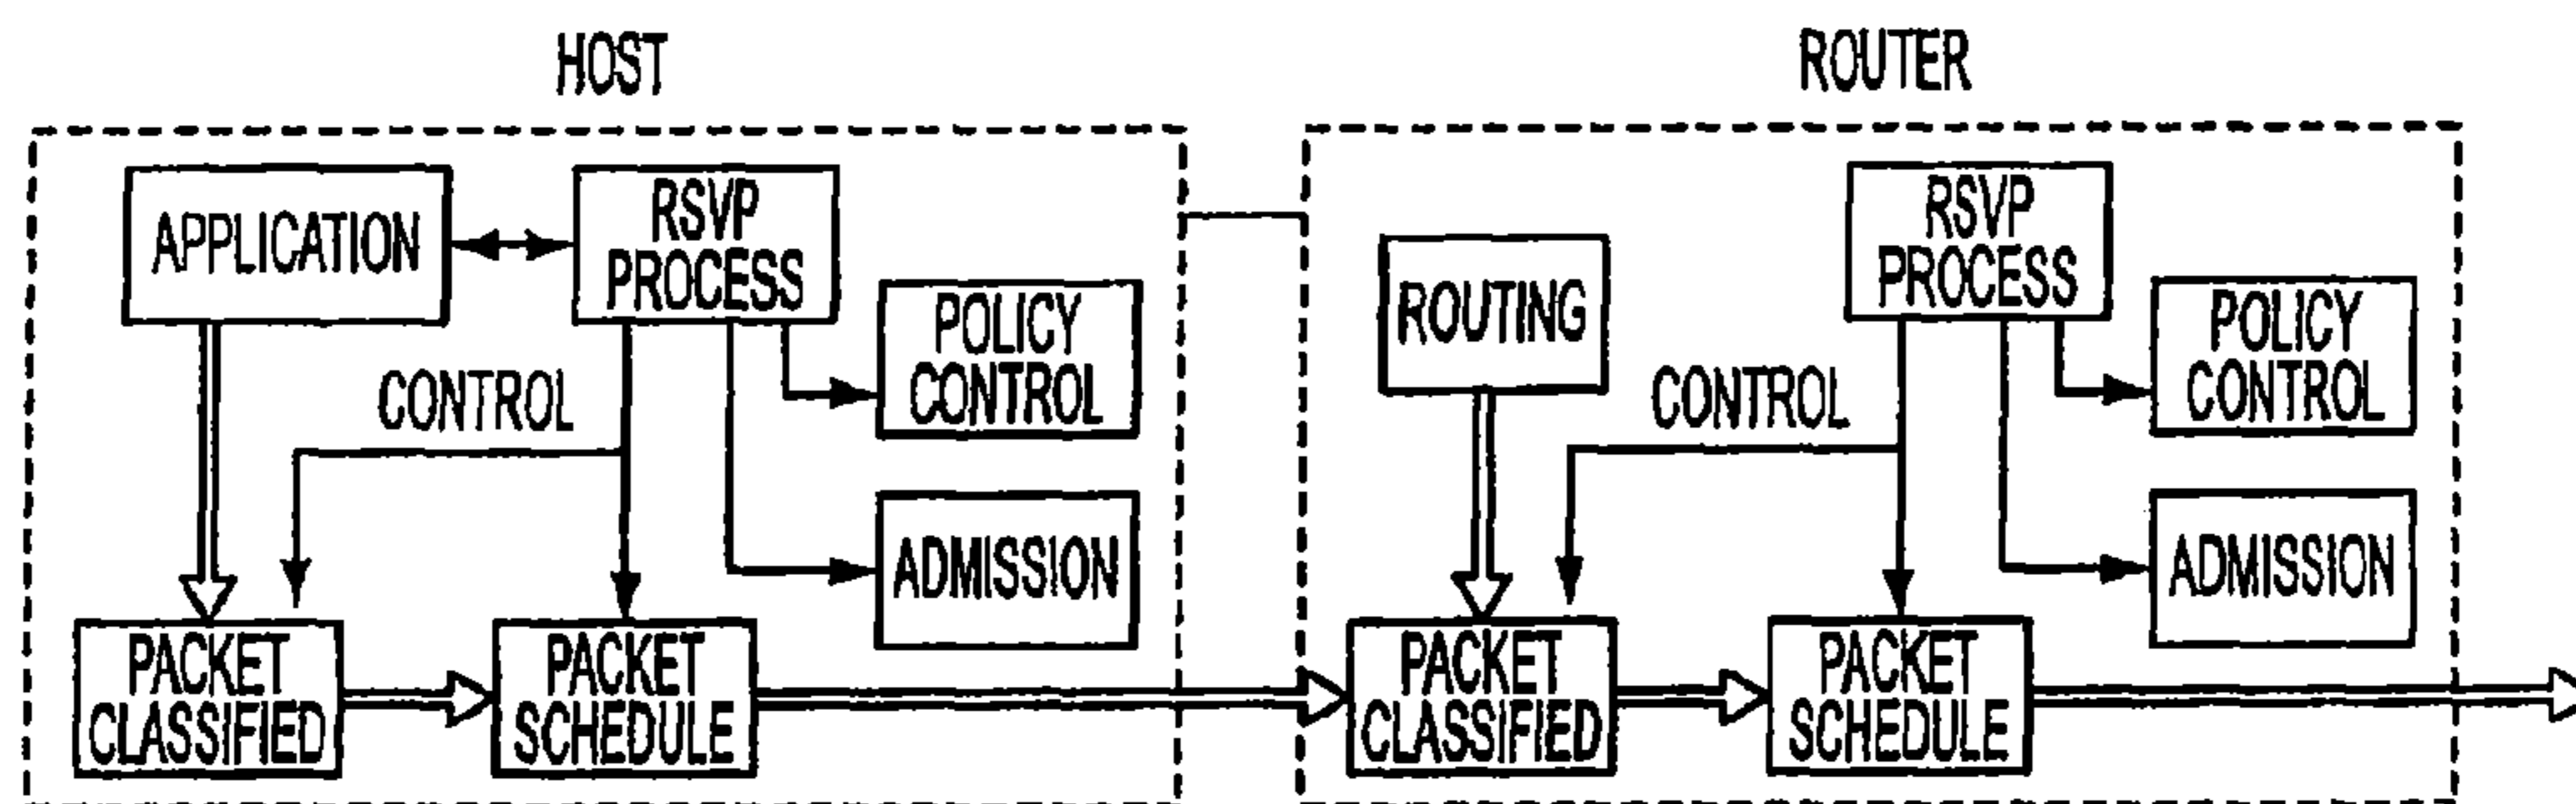 HOST
APPLICATION
RSVP
PROCESS
POLICY
CONTROL
CONTROL
ADMISSION
PACKET
CLASSIFIED
PACKET
SCHEDULE
ROUTER
ROUTING
RSVP
PROCESS
POLICY
CONTROL
CONTROL
ADMISSION
PACKET
CLASSIFIED
PACKET
SCHEDULE